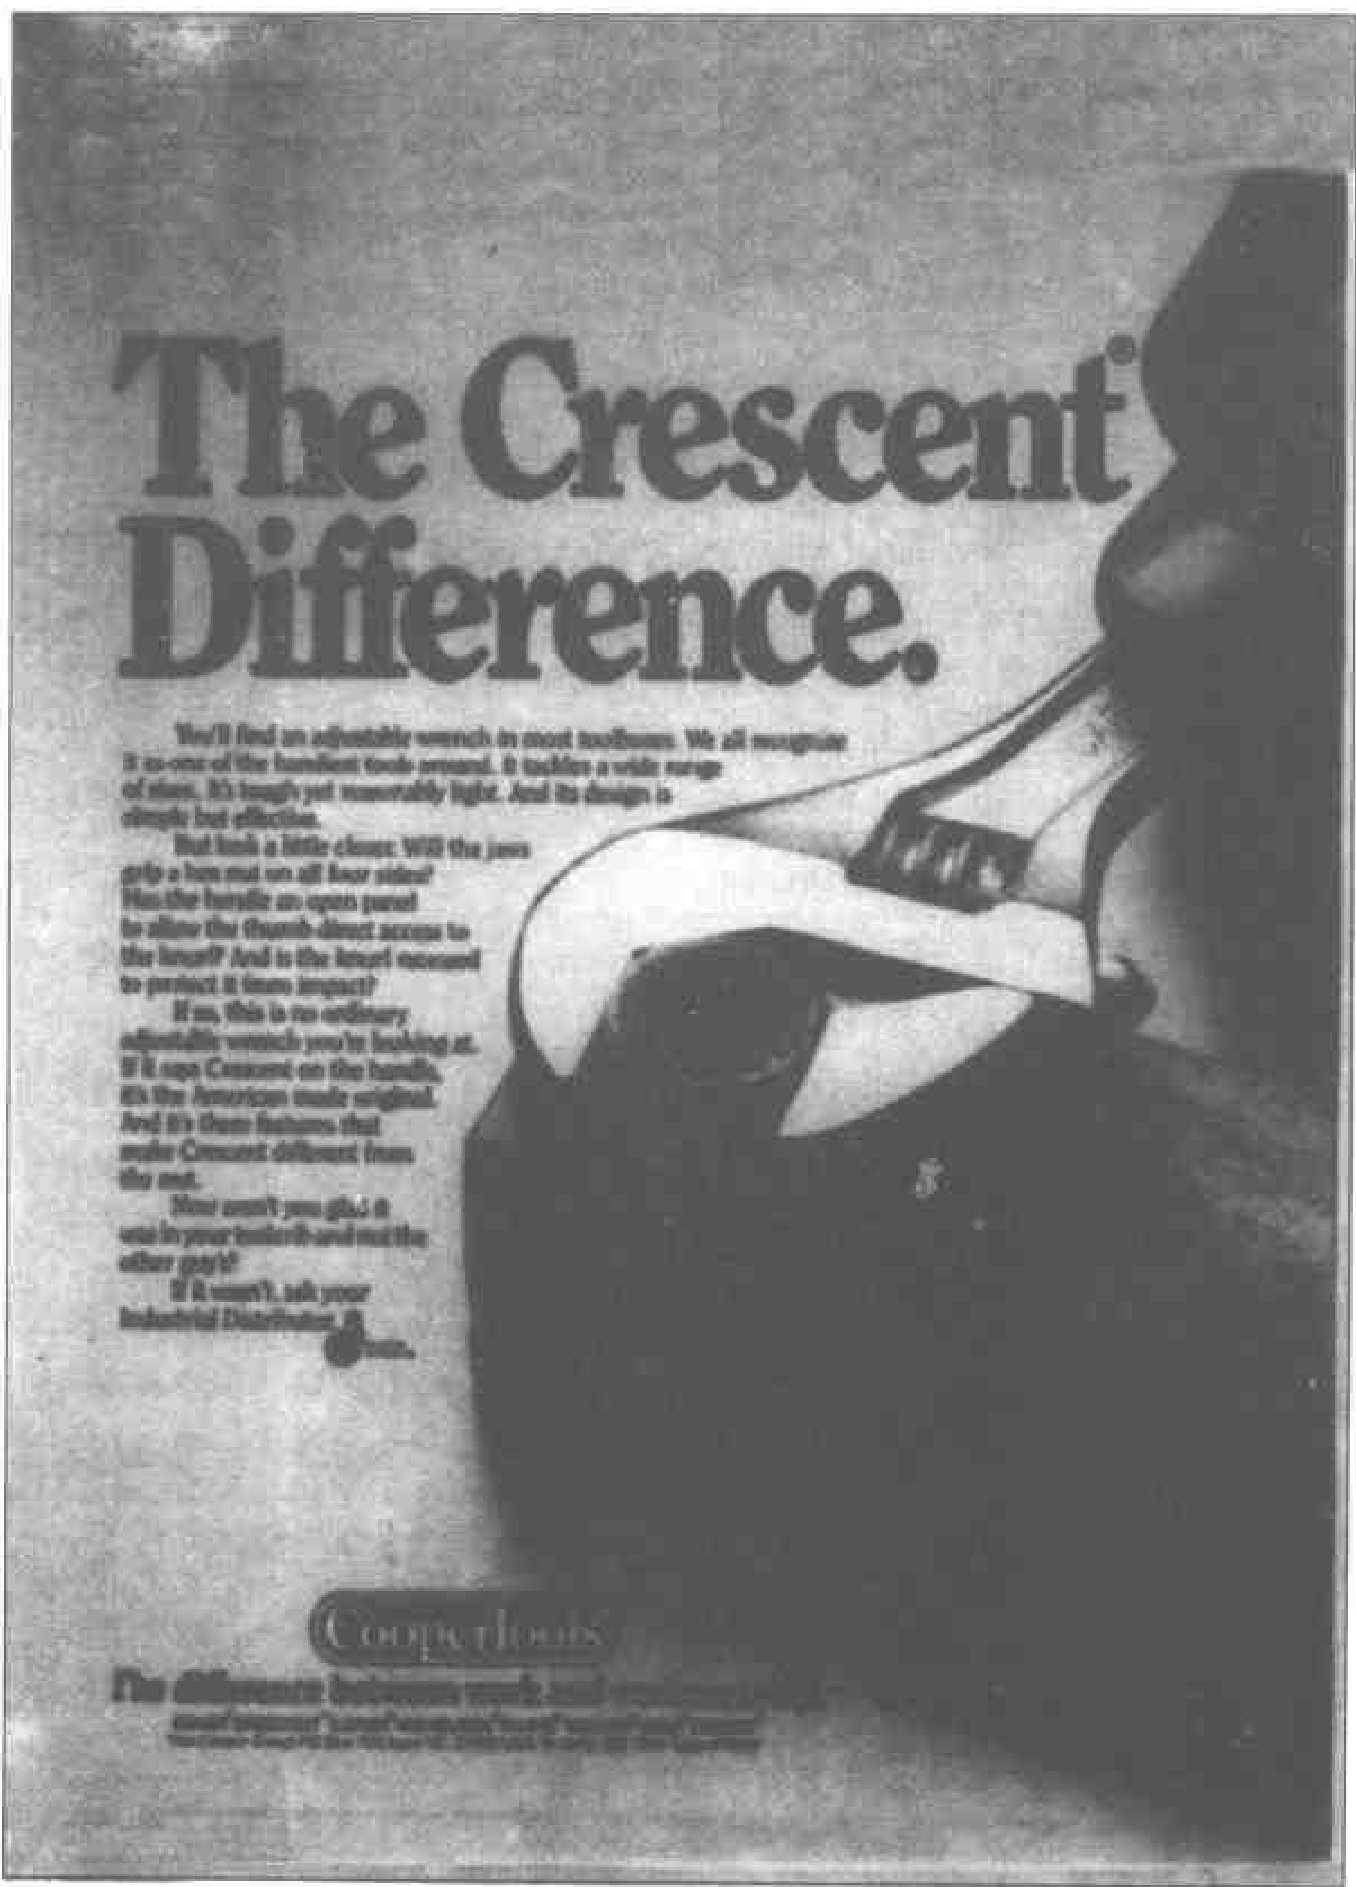 The Crescent®
Difference.
You'll find an adjustable wrench in most toolboxes. We all recognize
it as one of the handiest tools around. It tackles a wide range
of sizes. It's tough yet reasonably light. And its design is
simple but effective.
But look a little closer. Will the jaws
grip a hex nut on all four sides?
Has the handle an open panel
to allow the thumb direct access to
the knurl? And is the knurl recessed
to protect it from impact?
If so, this is no ordinary
adjustable wrench you're looking at.
If it says Crescent on the handle,
it's the American made original.
And it's these features that
make Crescent different from
the rest.
Now aren't you glad it
was in your and not the
other guy's?
If it wasn't, ask your
Industrial Distributor.
CooperTools
The difference between work and